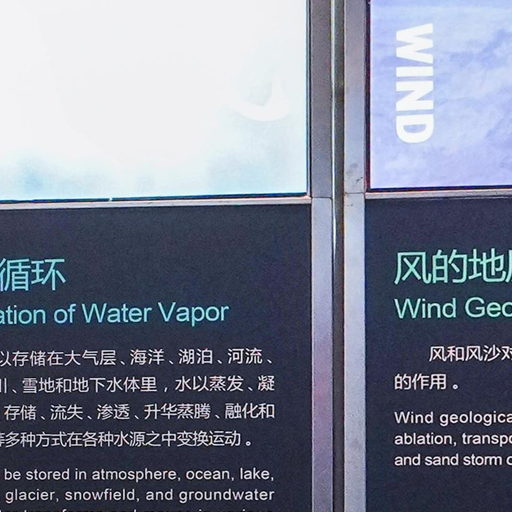 循环
ation of Water Vapor
以存储在大气层、海洋、湖泊、河流、
、雪地和地下水体里，水以蒸发、凝
、存储、流失、渗透、升华蒸腾、融化和
等多种方式在各种水源之中变换运动。
be stored in atmosphere, ocean, lake,
glacier, snowfield, and groundwater
WIND
风的地
Wind Geo
风和风沙对
的作用。
Wind geologica
ablation, transpo
and sand storm